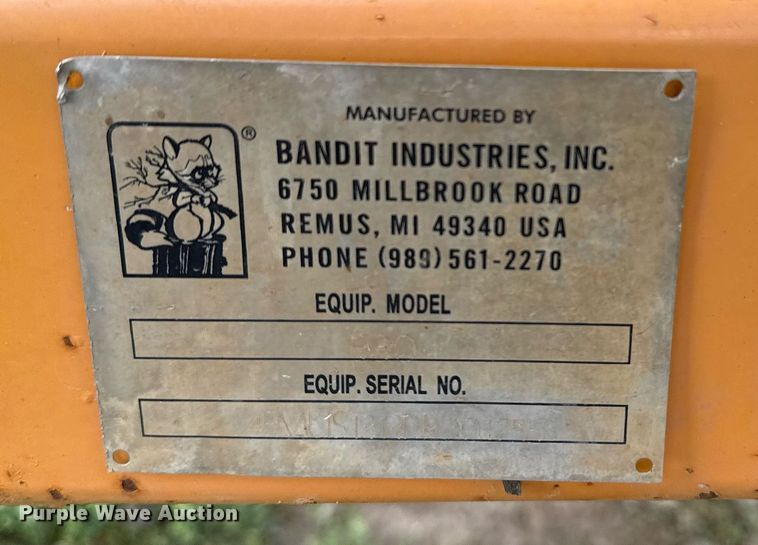 MANUFACTURED BY
®
BANDIT INDUSTRIES, INC.
6750 MILLBROOK ROAD
REMUS, MI 49340 USA
PHONE (989) 561-2270
EQUIP. MODEL
EQUIP. SERIAL NO.
Purple Wave Auction